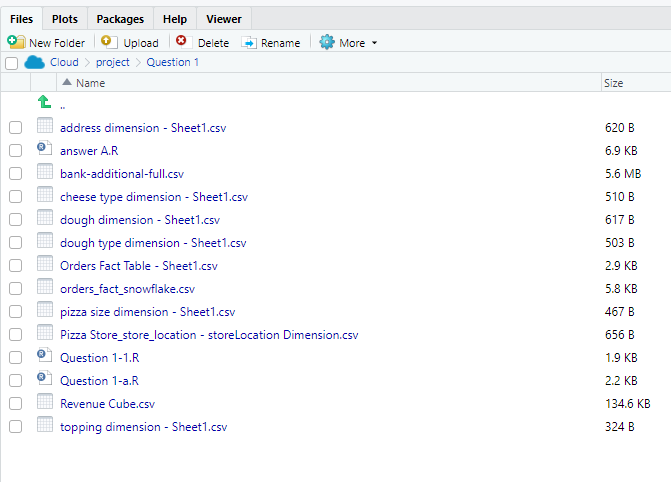 Files Plots Packages Help Viewer
New Folder Upload Delete Rename More
Cloud project Question 1
Name Size
..
address dimension - Sheet1.csv 620 B
answer A.R 6.9 KB
bank-additional-full.csv 5.6 MB
cheese type dimension - Sheet1.csv 510 B
dough dimension - Sheet1.csv 617 B
dough type dimension - Sheet1.csv 503 B
Orders Fact Table - Sheet1.csv 2.9 KB
orders_fact_snowflake.csv 5.8 KB
pizza size dimension - Sheet1.csv 467 B
Pizza Store_store_location - storeLocation Dimension.csv 656 B
Question 1-1.R 1.9 KB
Question 1-a.R 2.2 KB
Revenue Cube.csv 134.6 KB
topping dimension - Sheet1.csv 324 B